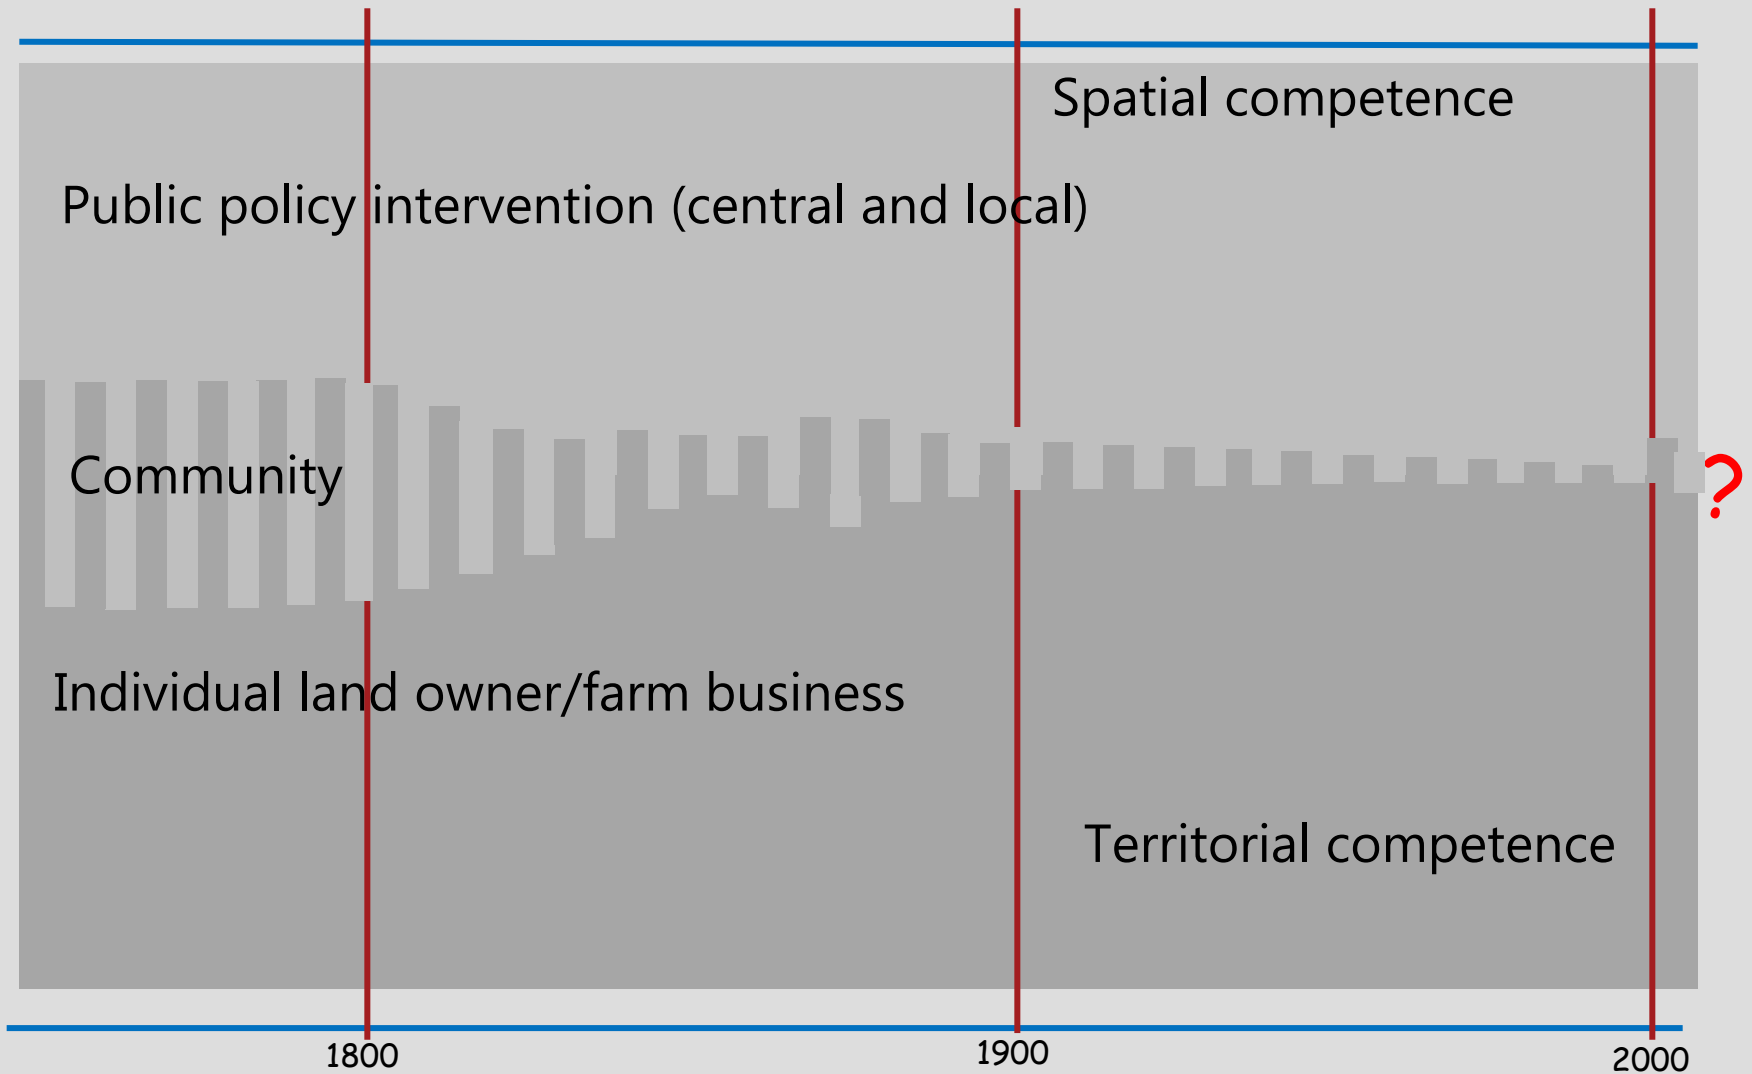 Spatial competence
Public policy intervention (central and local)
Community
?
Individual land owner/farm business
Territorial competence
1800
1900
2000